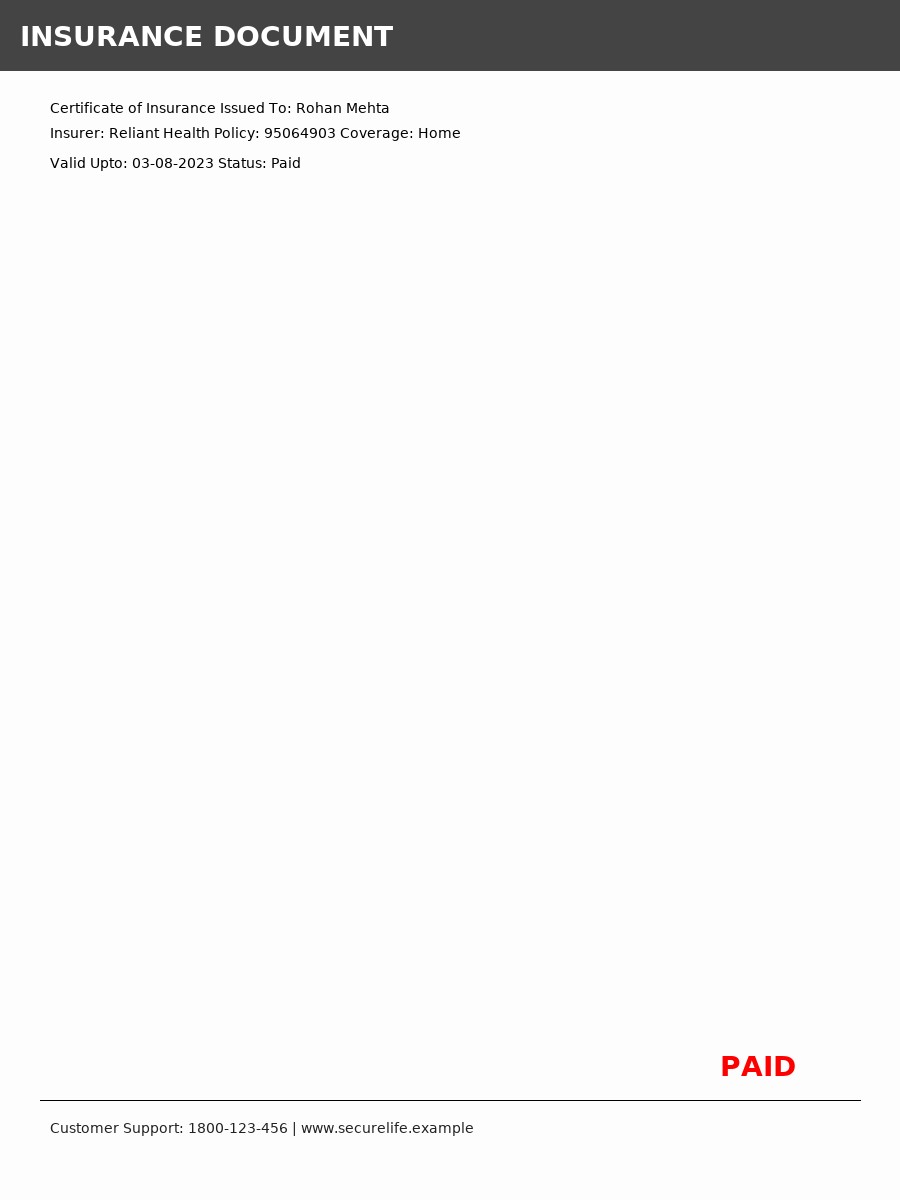 INSURANCE DOCUMENT
Certificate of Insurance Issued To: Rohan Mehta
Insurer: Reliant Health Policy: 95064903 Coverage: Home
Valid Upto: 03-08-2023 Status: Paid
PAID
Customer Support: 1800-123-456 | www.securelife.example